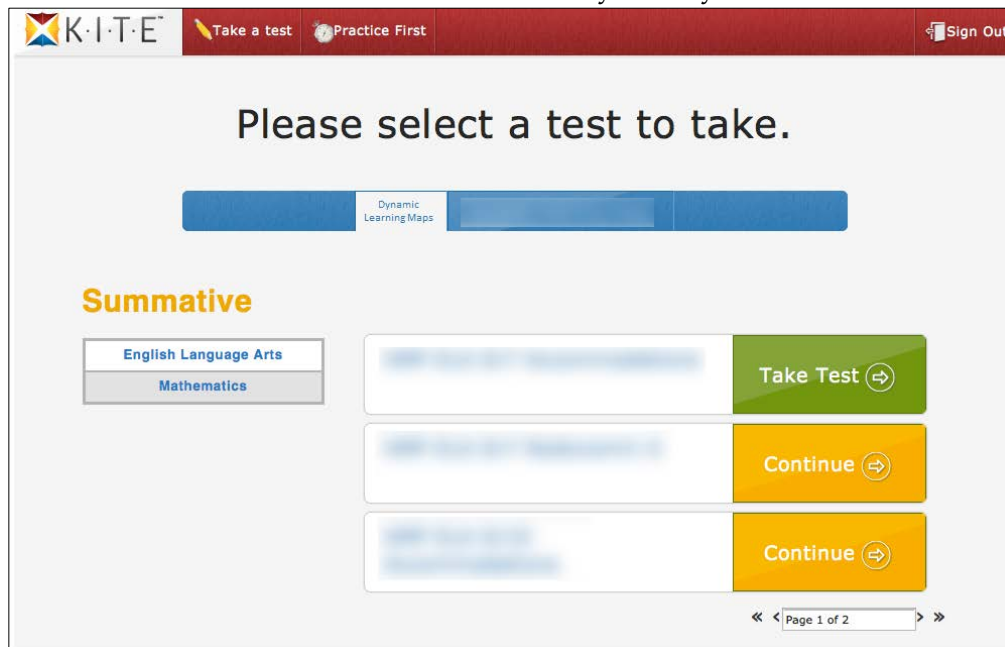 K·I·T·E™ Take a test Practice First Sign Out
Please select a test to take.
Dynamic
Learning Maps
Summative
English Language Arts
Mathematics
Take Test
Continue
Continue
« < Page 1 of 2 > »